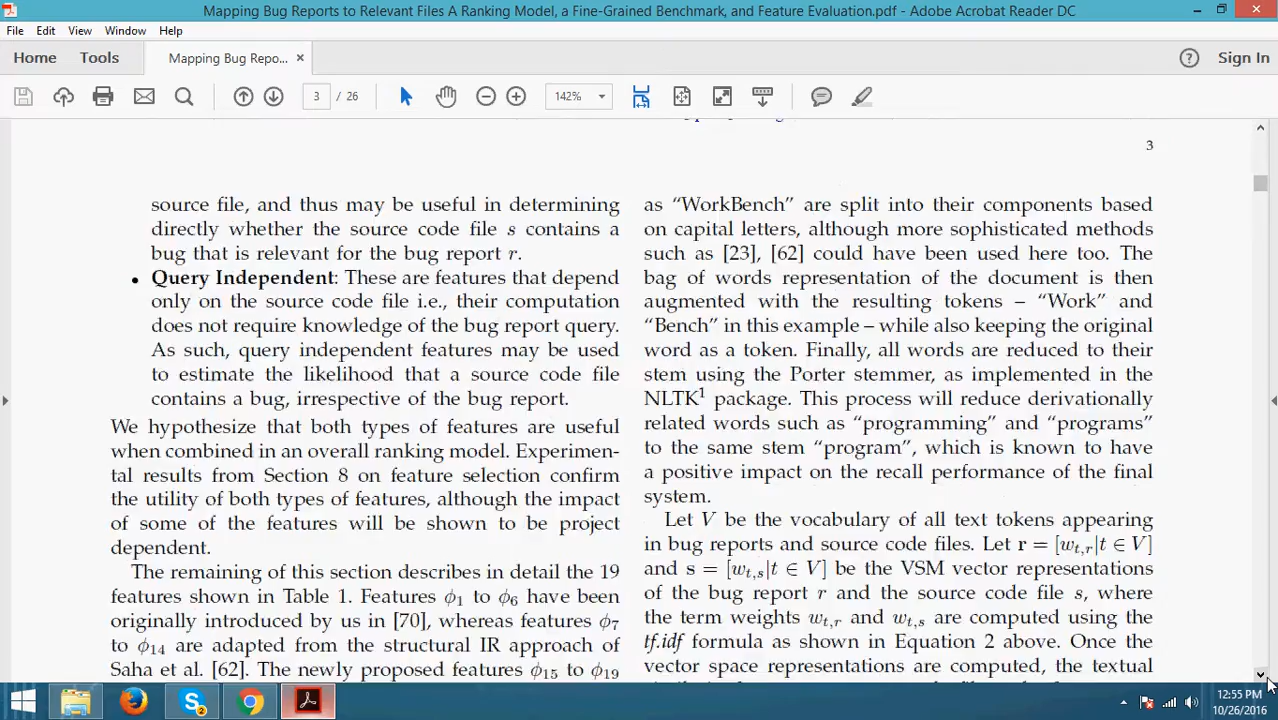 Mapping Bug Reports to Relevant Files A Ranking Model, a Fine-Grained Benchmark, and Feature Evaluation.pdf - Adobe Acrobat Reader DC
File Edit View Window Help
Home Tools Mapping Bug Repo... × Sign In
3 / 26 142%
3
source file, and thus may be useful in determining
directly whether the source code file s contains a
bug that is relevant for the bug report r.
• Query Independent: These are features that depend
only on the source code file i.e., their computation
does not require knowledge of the bug report query.
As such, query independent features may be used
to estimate the likelihood that a source code file
contains a bug, irrespective of the bug report.
We hypothesize that both types of features are useful
when combined in an overall ranking model. Experimen-
tal results from Section 8 on feature selection confirm
the utility of both types of features, although the impact
of some of the features will be shown to be project
dependent.
The remaining of this section describes in detail the 19
features shown in Table 1. Features ϕ1 to ϕ6 have been
originally introduced by us in [70], whereas features ϕ7
to ϕ14 are adapted from the structural IR approach of
Saha et al. [62]. The newly proposed features ϕ15 to ϕ19
as “WorkBench” are split into their components based
on capital letters, although more sophisticated methods
such as [23], [62] could have been used here too. The
bag of words representation of the document is then
augmented with the resulting tokens – “Work” and
“Bench” in this example – while also keeping the original
word as a token. Finally, all words are reduced to their
stem using the Porter stemmer, as implemented in the
NLTK1 package. This process will reduce derivationally
related words such as “programming” and “programs”
to the same stem “program”, which is known to have
a positive impact on the recall performance of the final
system.
Let V be the vocabulary of all text tokens appearing
in bug reports and source code files. Let r = [wt,r|t ∈ V]
and s = [wt,s|t ∈ V] be the VSM vector representations
of the bug report r and the source code file s, where
the term weights wt,r and wt,s are computed using the
tf.idf formula as shown in Equation 2 above. Once the
vector space representations are computed, the textual
12:55 PM
10/26/2016